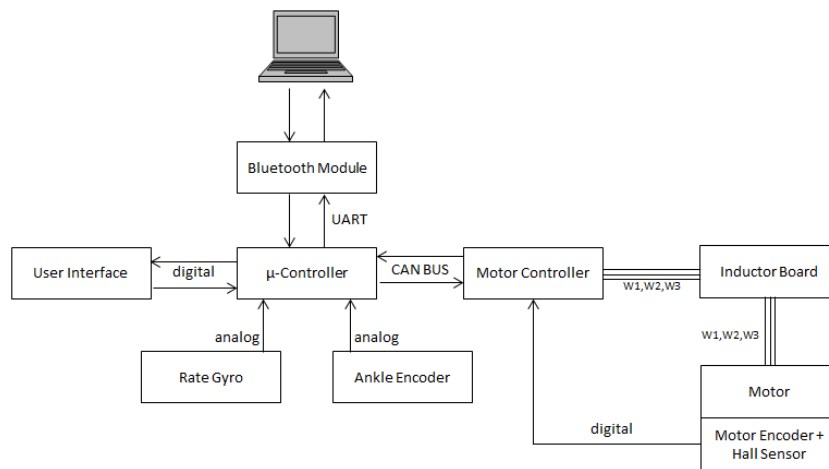 Bluetooth Module
UART
User Interface
digital
µ-Controller
CAN BUS
Motor Controller
W1,W2,W3
Inductor Board
W1,W2,W3
analog
analog
Rate Gyro
Ankle Encoder
Motor
digital
Motor Encoder +
Hall Sensor